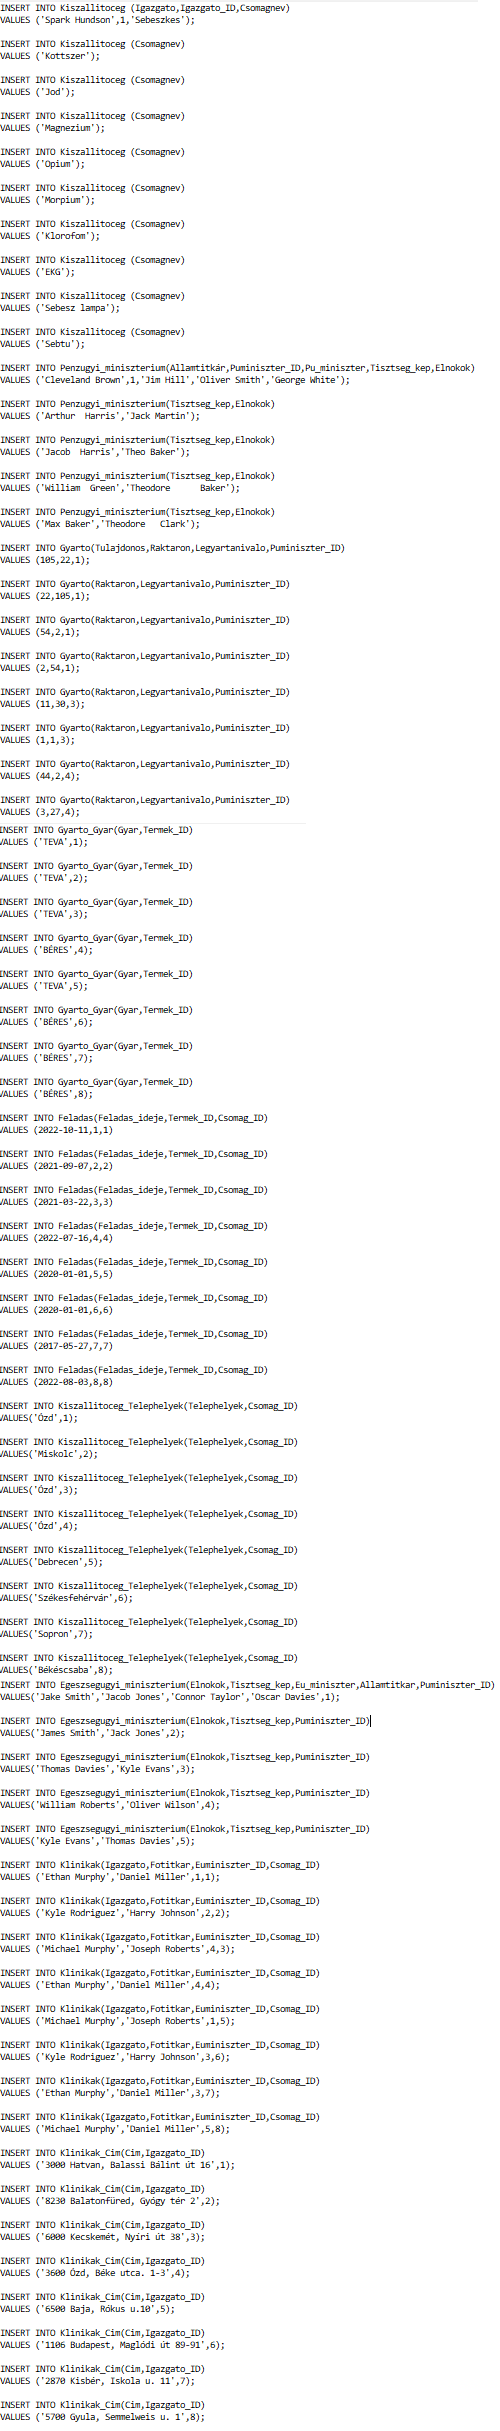 INSERT INTO Kiszallitoceg (Igazgato,Igazgato_ID,Csomagnev)
VALUES ('Spark Hundson',1,'Sebeszkes');
INSERT INTO Kiszallitoceg (Csomagnev)
VALUES ('Kottszer');
INSERT INTO Kiszallitoceg (Csomagnev)
VALUES ('Jod');
INSERT INTO Kiszallitoceg (Csomagnev)
VALUES ('Magnezium');
INSERT INTO Kiszallitoceg (Csomagnev)
VALUES ('Opium');
INSERT INTO Kiszallitoceg (Csomagnev)
VALUES ('Morpium');
INSERT INTO Kiszallitoceg (Csomagnev)
VALUES ('Klorofom');
INSERT INTO Kiszallitoceg (Csomagnev)
VALUES ('EKG');
INSERT INTO Kiszallitoceg (Csomagnev)
VALUES ('Sebesz lampa');
INSERT INTO Kiszallitoceg (Csomagnev)
VALUES ('Sebtu');
INSERT INTO Penzugyi_miniszterium(Allamtitkár,Puminiszter_ID,Pu_miniszter,Tisztseg_kep,Elnokok)
VALUES ('Cleveland Brown',1,'Jim Hill','Oliver Smith','George White');
INSERT INTO Penzugyi_miniszterium(Tisztseg_kep,Elnokok)
VALUES ('Arthur  Harris','Jack Martin');
INSERT INTO Penzugyi_miniszterium(Tisztseg_kep,Elnokok)
VALUES ('Jacob  Harris','Theo Baker');
INSERT INTO Penzugyi_miniszterium(Tisztseg_kep,Elnokok)
VALUES ('William  Green','Theodore      Baker');
INSERT INTO Penzugyi_miniszterium(Tisztseg_kep,Elnokok)
VALUES ('Max Baker','Theodore   Clark');
INSERT INTO Gyarto(Tulajdonos,Raktaron,Legyartanivalo,Puminiszter_ID)
VALUES (105,22,1);
INSERT INTO Gyarto(Raktaron,Legyartanivalo,Puminiszter_ID)
VALUES (22,105,1);
INSERT INTO Gyarto(Raktaron,Legyartanivalo,Puminiszter_ID)
VALUES (54,2,1);
INSERT INTO Gyarto(Raktaron,Legyartanivalo,Puminiszter_ID)
VALUES (2,54,1);
INSERT INTO Gyarto(Raktaron,Legyartanivalo,Puminiszter_ID)
VALUES (11,30,3);
INSERT INTO Gyarto(Raktaron,Legyartanivalo,Puminiszter_ID)
VALUES (1,1,3);
INSERT INTO Gyarto(Raktaron,Legyartanivalo,Puminiszter_ID)
VALUES (44,2,4);
INSERT INTO Gyarto(Raktaron,Legyartanivalo,Puminiszter_ID)
VALUES (3,27,4);
INSERT INTO Gyarto_Gyar(Gyar,Termek_ID)
VALUES ('TEVA',1);
INSERT INTO Gyarto_Gyar(Gyar,Termek_ID)
VALUES ('TEVA',2);
INSERT INTO Gyarto_Gyar(Gyar,Termek_ID)
VALUES ('TEVA',3);
INSERT INTO Gyarto_Gyar(Gyar,Termek_ID)
VALUES ('BÉRES',4);
INSERT INTO Gyarto_Gyar(Gyar,Termek_ID)
VALUES ('TEVA',5);
INSERT INTO Gyarto_Gyar(Gyar,Termek_ID)
VALUES ('BÉRES',6);
INSERT INTO Gyarto_Gyar(Gyar,Termek_ID)
VALUES ('BÉRES',7);
INSERT INTO Gyarto_Gyar(Gyar,Termek_ID)
VALUES ('BÉRES',8);
INSERT INTO Feladas(Feladas_ideje,Termek_ID,Csomag_ID)
VALUES (2022-10-11,1,1)
INSERT INTO Feladas(Feladas_ideje,Termek_ID,Csomag_ID)
VALUES (2021-09-07,2,2)
INSERT INTO Feladas(Feladas_ideje,Termek_ID,Csomag_ID)
VALUES (2021-03-22,3,3)
INSERT INTO Feladas(Feladas_ideje,Termek_ID,Csomag_ID)
VALUES (2022-07-16,4,4)
INSERT INTO Feladas(Feladas_ideje,Termek_ID,Csomag_ID)
VALUES (2020-01-01,5,5)
INSERT INTO Feladas(Feladas_ideje,Termek_ID,Csomag_ID)
VALUES (2020-01-01,6,6)
INSERT INTO Feladas(Feladas_ideje,Termek_ID,Csomag_ID)
VALUES (2017-05-27,7,7)
INSERT INTO Feladas(Feladas_ideje,Termek_ID,Csomag_ID)
VALUES (2022-08-03,8,8)
INSERT INTO Kiszallitoceg_Telephelyek(Telephelyek,Csomag_ID)
VALUES('Ózd',1);
INSERT INTO Kiszallitoceg_Telephelyek(Telephelyek,Csomag_ID)
VALUES('Miskolc',2);
INSERT INTO Kiszallitoceg_Telephelyek(Telephelyek,Csomag_ID)
VALUES('Ózd',3);
INSERT INTO Kiszallitoceg_Telephelyek(Telephelyek,Csomag_ID)
VALUES('Ózd',4);
INSERT INTO Kiszallitoceg_Telephelyek(Telephelyek,Csomag_ID)
VALUES('Debrecen',5);
INSERT INTO Kiszallitoceg_Telephelyek(Telephelyek,Csomag_ID)
VALUES('Székesfehérvár',6);
INSERT INTO Kiszallitoceg_Telephelyek(Telephelyek,Csomag_ID)
VALUES('Sopron',7);
INSERT INTO Kiszallitoceg_Telephelyek(Telephelyek,Csomag_ID)
VALUES('Békéscsaba',8);
INSERT INTO Egeszsegugyi_miniszterium(Elnokok,Tisztseg_kep,Eu_miniszter,Allamtitkar,Puminiszter_ID)
VALUES('Jake Smith','Jacob Jones','Connor Taylor','Oscar Davies',1);
INSERT INTO Egeszsegugyi_miniszterium(Elnokok,Tisztseg_kep,Puminiszter_ID)
VALUES('James Smith','Jack Jones',2);
INSERT INTO Egeszsegugyi_miniszterium(Elnokok,Tisztseg_kep,Puminiszter_ID)
VALUES('Thomas Davies','Kyle Evans',3);
INSERT INTO Egeszsegugyi_miniszterium(Elnokok,Tisztseg_kep,Puminiszter_ID)
VALUES('William Roberts','Oliver Wilson',4);
INSERT INTO Egeszsegugyi_miniszterium(Elnokok,Tisztseg_kep,Puminiszter_ID)
VALUES('Kyle Evans','Thomas Davies',5);
INSERT INTO Klinikak(Igazgato,Fotitkar,Euminiszter_ID,Csomag_ID)
VALUES ('Ethan Murphy','Daniel Miller',1,1);
INSERT INTO Klinikak(Igazgato,Fotitkar,Euminiszter_ID,Csomag_ID)
VALUES ('Kyle Rodriguez','Harry Johnson',2,2);
INSERT INTO Klinikak(Igazgato,Fotitkar,Euminiszter_ID,Csomag_ID)
VALUES ('Michael Murphy','Joseph Roberts',4,3);
INSERT INTO Klinikak(Igazgato,Fotitkar,Euminiszter_ID,Csomag_ID)
VALUES ('Ethan Murphy','Daniel Miller',4,4);
INSERT INTO Klinikak(Igazgato,Fotitkar,Euminiszter_ID,Csomag_ID)
VALUES ('Michael Murphy','Joseph Roberts',1,5);
INSERT INTO Klinikak(Igazgato,Fotitkar,Euminiszter_ID,Csomag_ID)
VALUES ('Kyle Rodriguez','Harry Johnson',3,6);
INSERT INTO Klinikak(Igazgato,Fotitkar,Euminiszter_ID,Csomag_ID)
VALUES ('Ethan Murphy','Daniel Miller',3,7);
INSERT INTO Klinikak(Igazgato,Fotitkar,Euminiszter_ID,Csomag_ID)
VALUES ('Michael Murphy','Daniel Miller',5,8);
INSERT INTO Klinikak_Cim(Cim,Igazgato_ID)
VALUES ('3000 Hatvan, Balassi Bálint út 16',1);
INSERT INTO Klinikak_Cim(Cim,Igazgato_ID)
VALUES ('8230 Balatonfüred, Gyógy tér 2',2);
INSERT INTO Klinikak_Cim(Cim,Igazgato_ID)
VALUES ('6000 Kecskemét, Nyíri út 38',3);
INSERT INTO Klinikak_Cim(Cim,Igazgato_ID)
VALUES ('3600 Ózd, Béke utca. 1-3',4);
INSERT INTO Klinikak_Cim(Cim,Igazgato_ID)
VALUES ('6500 Baja, Rókus u.10',5);
INSERT INTO Klinikak_Cim(Cim,Igazgato_ID)
VALUES ('1106 Budapest, Maglódi út 89-91',6);
INSERT INTO Klinikak_Cim(Cim,Igazgato_ID)
VALUES ('2870 Kisbér, Iskola u. 11',7);
INSERT INTO Klinikak_Cim(Cim,Igazgato_ID)
VALUES ('5700 Gyula, Semmelweis u. 1',8);